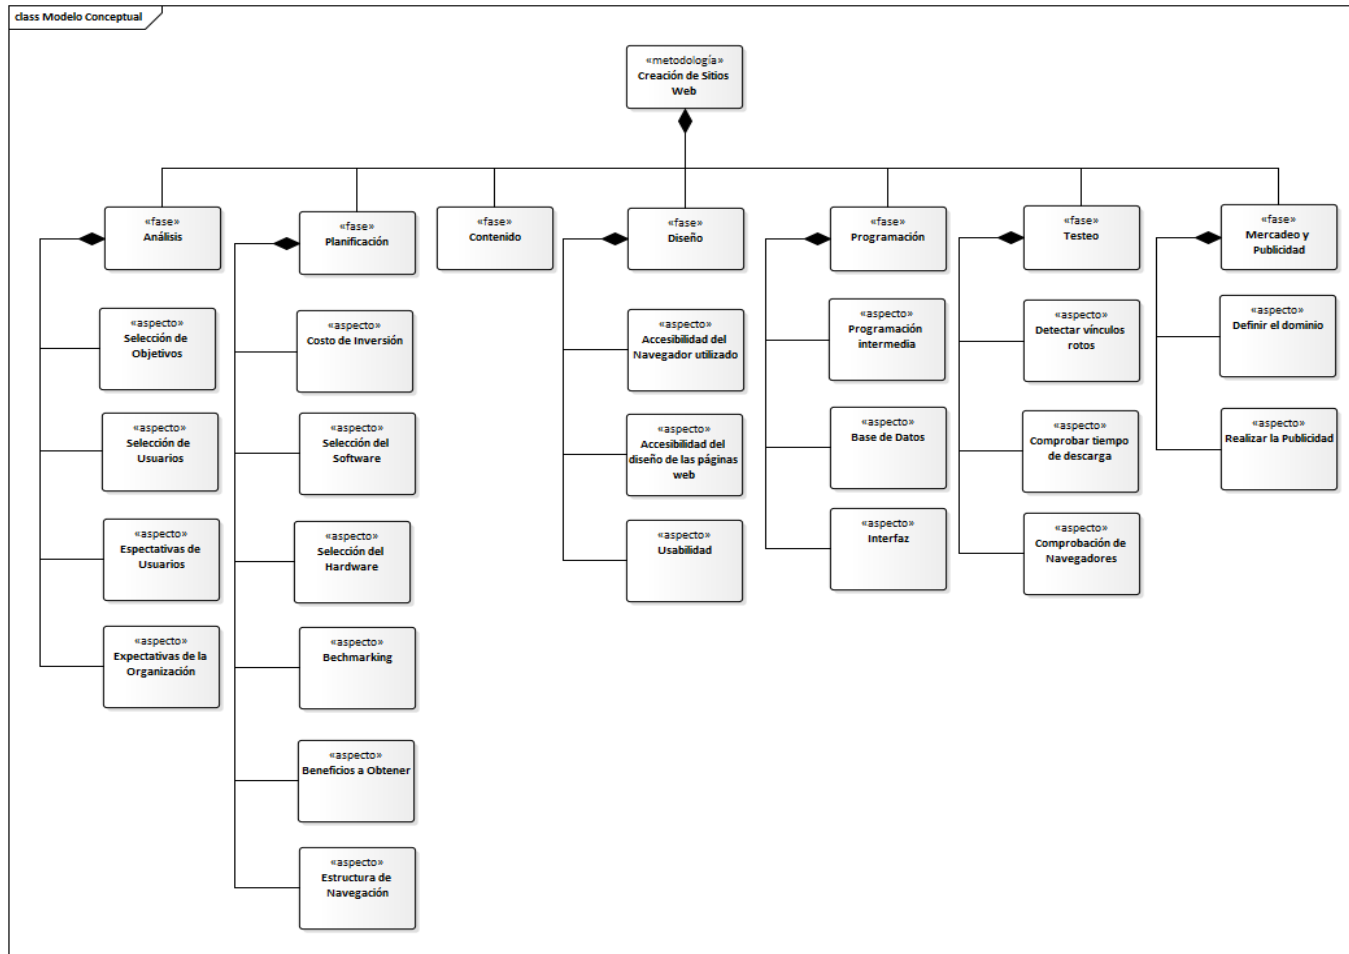 class Modelo Conceptual
«metodología»
Creación de Sitios
Web
«fase»
Análisis
«aspecto»
Selección de
Objetivos
«aspecto»
Selección de
Usuarios
«aspecto»
Espectativas de
Usuarios
«aspecto»
Expectativas de la
Organización
«fase»
Planificación
«aspecto»
Costo de Inversión
«aspecto»
Selección del
Software
«aspecto»
Selección del
Hardware
«aspecto»
Bechmarking
«aspecto»
Beneficios a Obtener
«aspecto»
Estructura de
Navegación
«fase»
Contenido
«fase»
Diseño
«aspecto»
Accesibilidad del
Navegador utilizado
«aspecto»
Accesibilidad del
diseño de las páginas
web
«aspecto»
Usabilidad
«fase»
Programación
«aspecto»
Programación
intermedia
«aspecto»
Base de Datos
«aspecto»
Interfaz
«fase»
Testeo
«aspecto»
Detectar vínculos
rotos
«aspecto»
Comprobar tiempo
de descarga
«aspecto»
Comprobación de
Navegadores
«fase»
Mercadeo y
Publicidad
«aspecto»
Definir el dominio
«aspecto»
Realizar la Publicidad